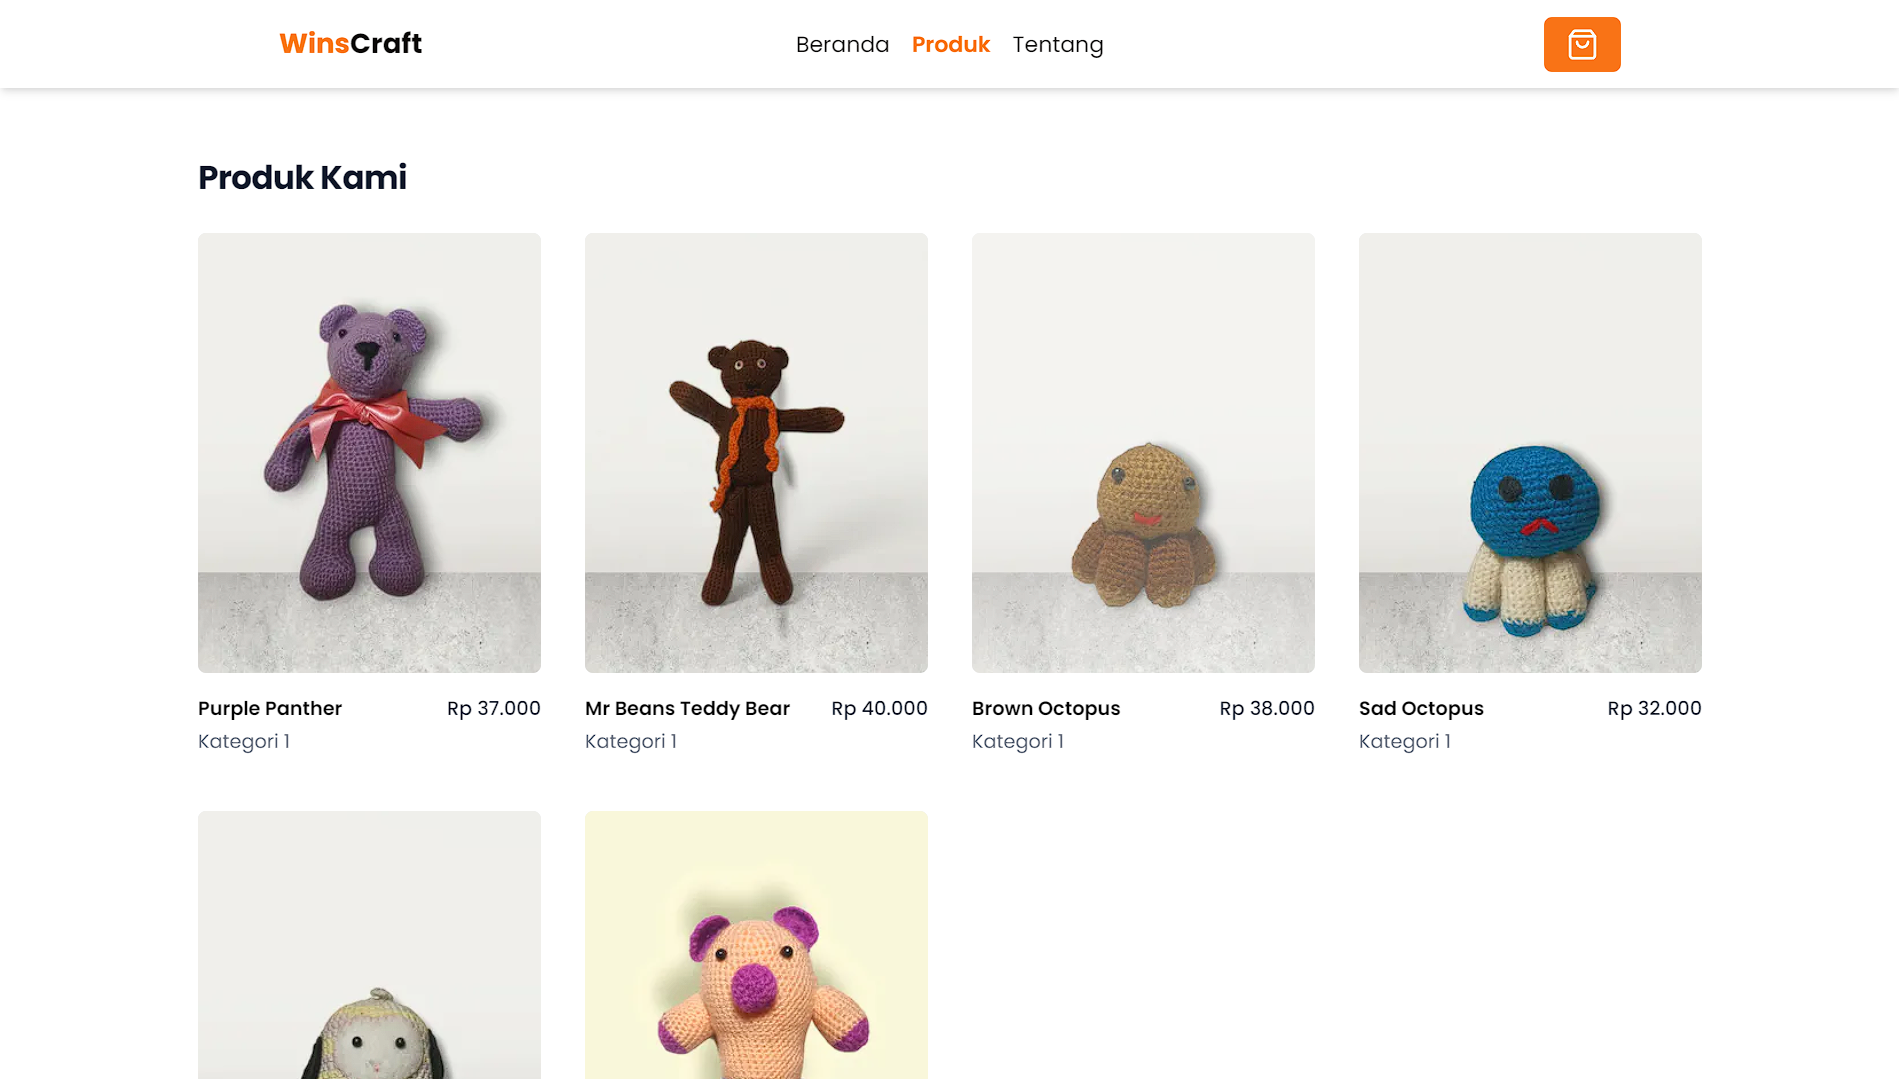 WinsCraft
Beranda Produk Tentang
Produk Kami
Purple Panther Rp 37.000
Kategori 1
Mr Beans Teddy Bear Rp 40.000
Kategori 1
Brown Octopus Rp 38.000
Kategori 1
Sad Octopus Rp 32.000
Kategori 1